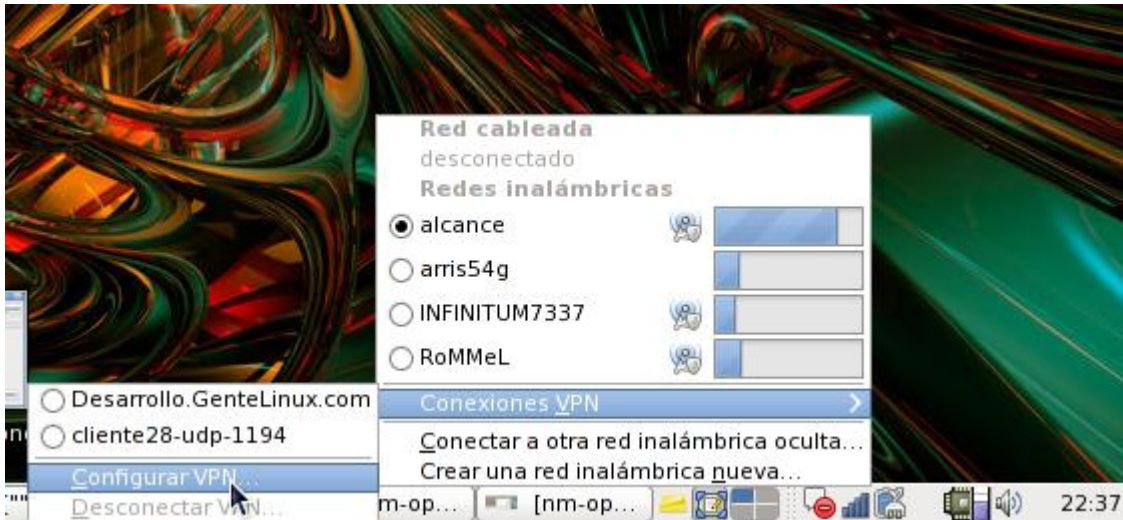 Red cableada
desconectado
Redes inalámbricas
alcance
arris54g
INFINITUM7337
RoMMeL
Conexiones VPN
Conectar a otra red inalámbrica oculta...
Crear una red inalámbrica nueva...
Desarrollo.GenteLinux.com
cliente28-udp-1194
Configurar VPN...
Desconectar VPN...
m-op...
[nm-op...
22:37